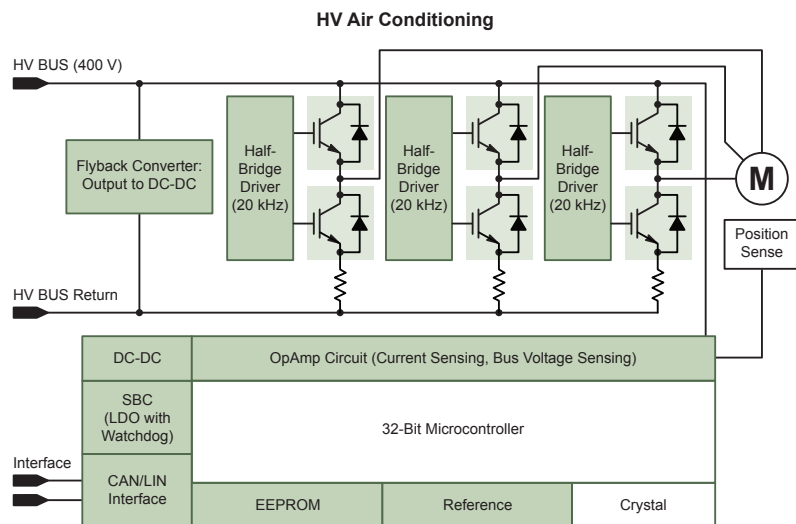 HV Air Conditioning
HV BUS (400 V)
Flyback Converter:
Output to DC-DC
Half-
Bridge
Driver
(20 kHz)
Half-
Bridge
Driver
(20 kHz)
Half-
Bridge
Driver
(20 kHz)
M
Position
Sense
HV BUS Return
DC-DC
OpAmp Circuit (Current Sensing, Bus Voltage Sensing)
SBC
(LDO with
Watchdog)
32-Bit Microcontroller
Interface
CAN/LIN
Interface
EEPROM
Reference
Crystal